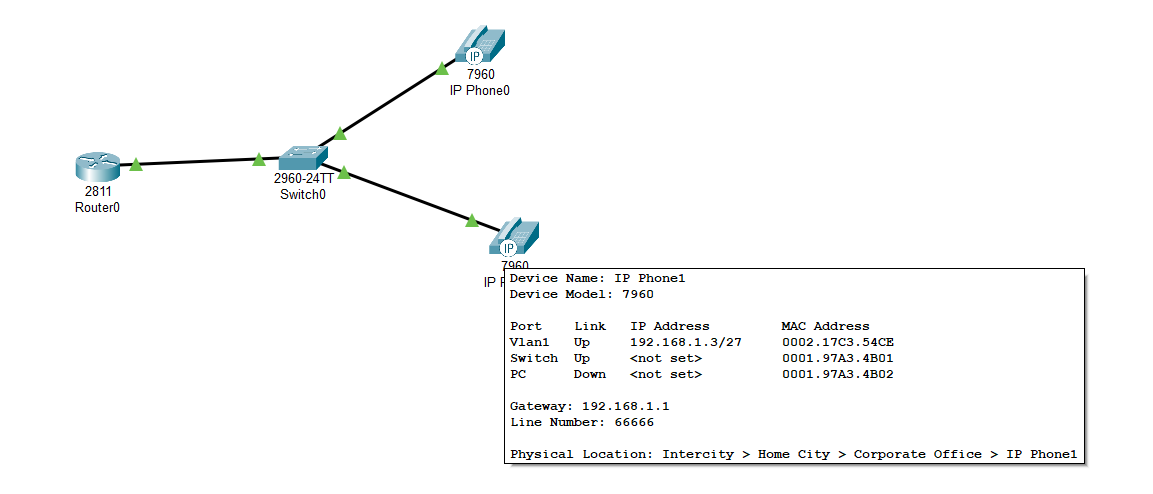 IP
7960
IP Phone0
2811
Router0
2960-24TT
Switch0
IP
7960
IP
Device Name: IP Phone1
Device Model: 7960
Port Link IP Address MAC Address
Vlan1 Up 192.168.1.3/27 0002.17C3.54CE
Switch Up <not set> 0001.97A3.4B01
PC Down <not set> 0001.97A3.4B02
Gateway: 192.168.1.1
Line Number: 66666
Physical Location: Intercity > Home City > Corporate Office > IP Phone1